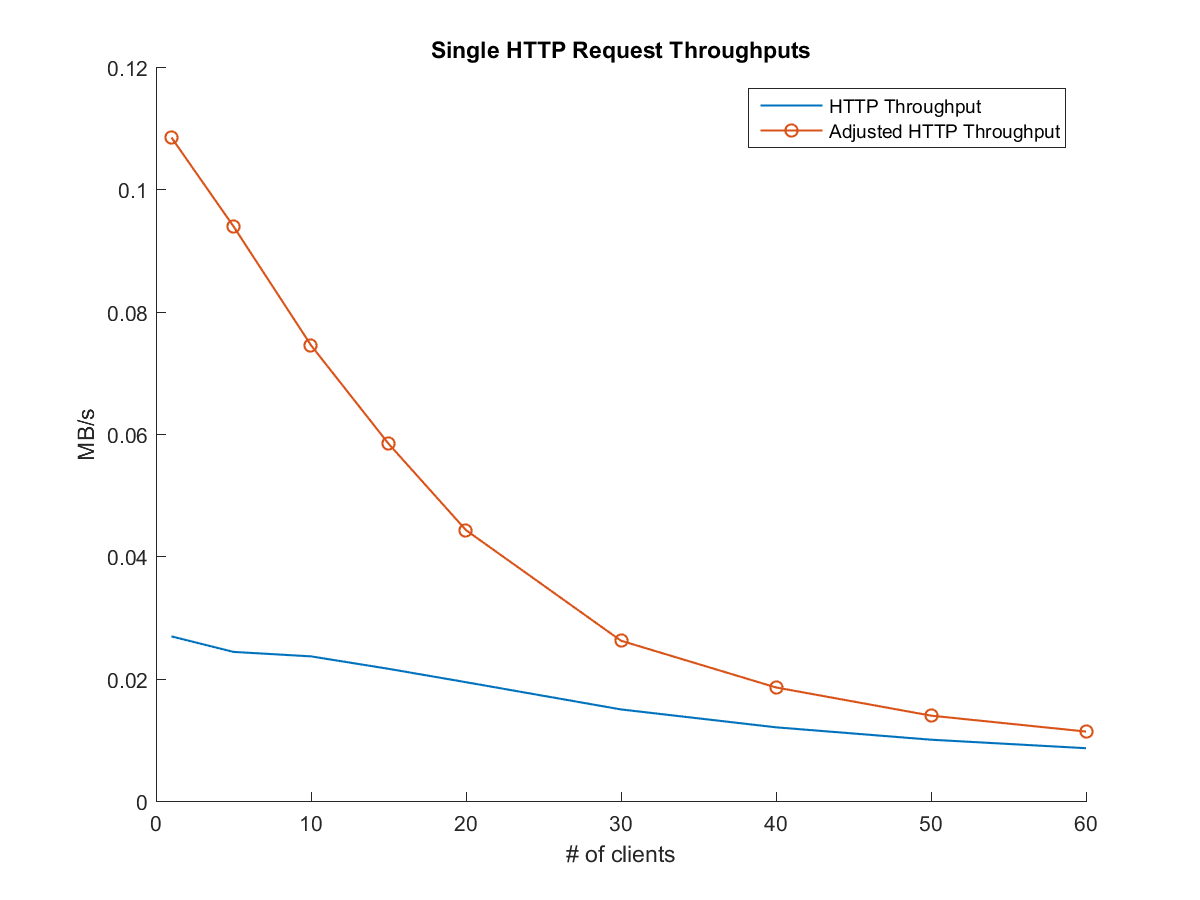 Single HTTP Request Throughputs
HTTP Throughput
Adjusted HTTP Throughput
0.12
0.1
0.08
0.06
0.04
0.02
0
MB/s
0 10 20 30 40 50 60
# of clients